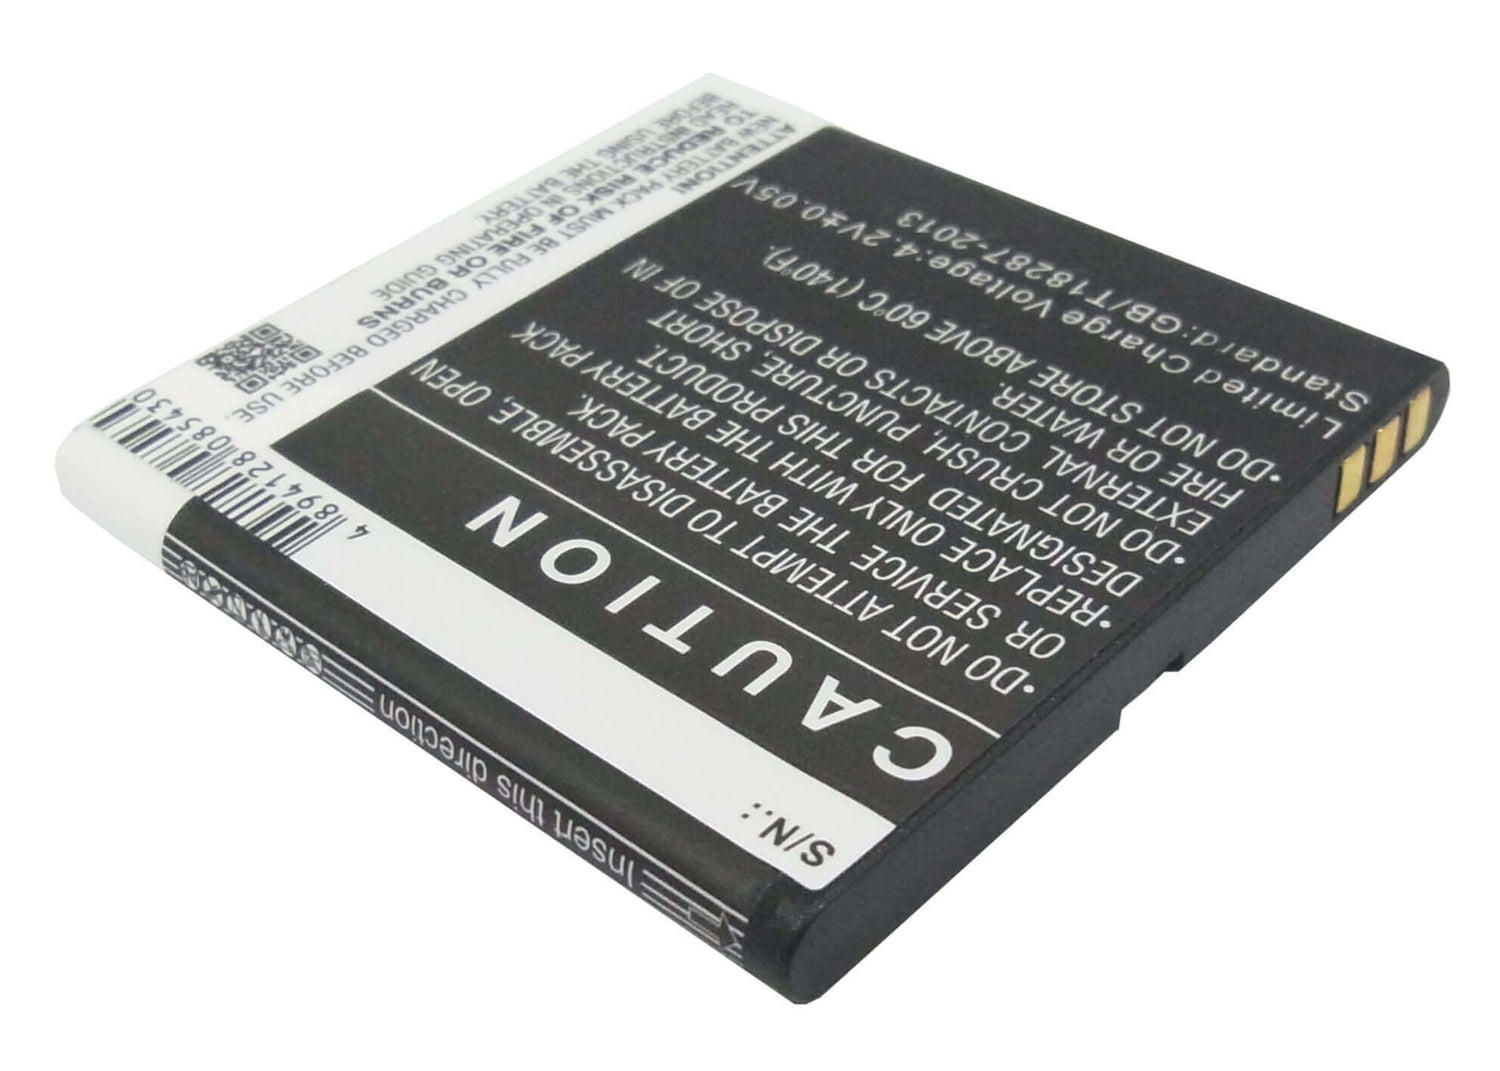 S/N.:
CAUTION
•DO NOT ATTEMPT TO DISASSEMBLE, OPEN
OR SERVICE THE BATTERY PACK.
•REPLACE ONLY WITH THE BATTERY PACK
DESIGNATED FOR THIS PRODUCT.
•DO NOT CRUSH, PUNCTURE, SHORT
EXTERNAL CONTACTS OR DISPOSE OF IN
FIRE OR WATER.
•DO NOT STORE ABOVE 60°C (140°F).
Limited Charge Voltage:4.2V±0.05V
Standard:GB/T18287-2013
4 894128 085430
ATTENTION!
NEW BATTERY PACK MUST BE FULLY CHARGED BEFORE USE.
TO REDUCE RISK OF FIRE OR BURNS
READ INSTRUCTIONS IN OPERATING GUIDE
BEFORE USING THE BATTERY
Insert this direction